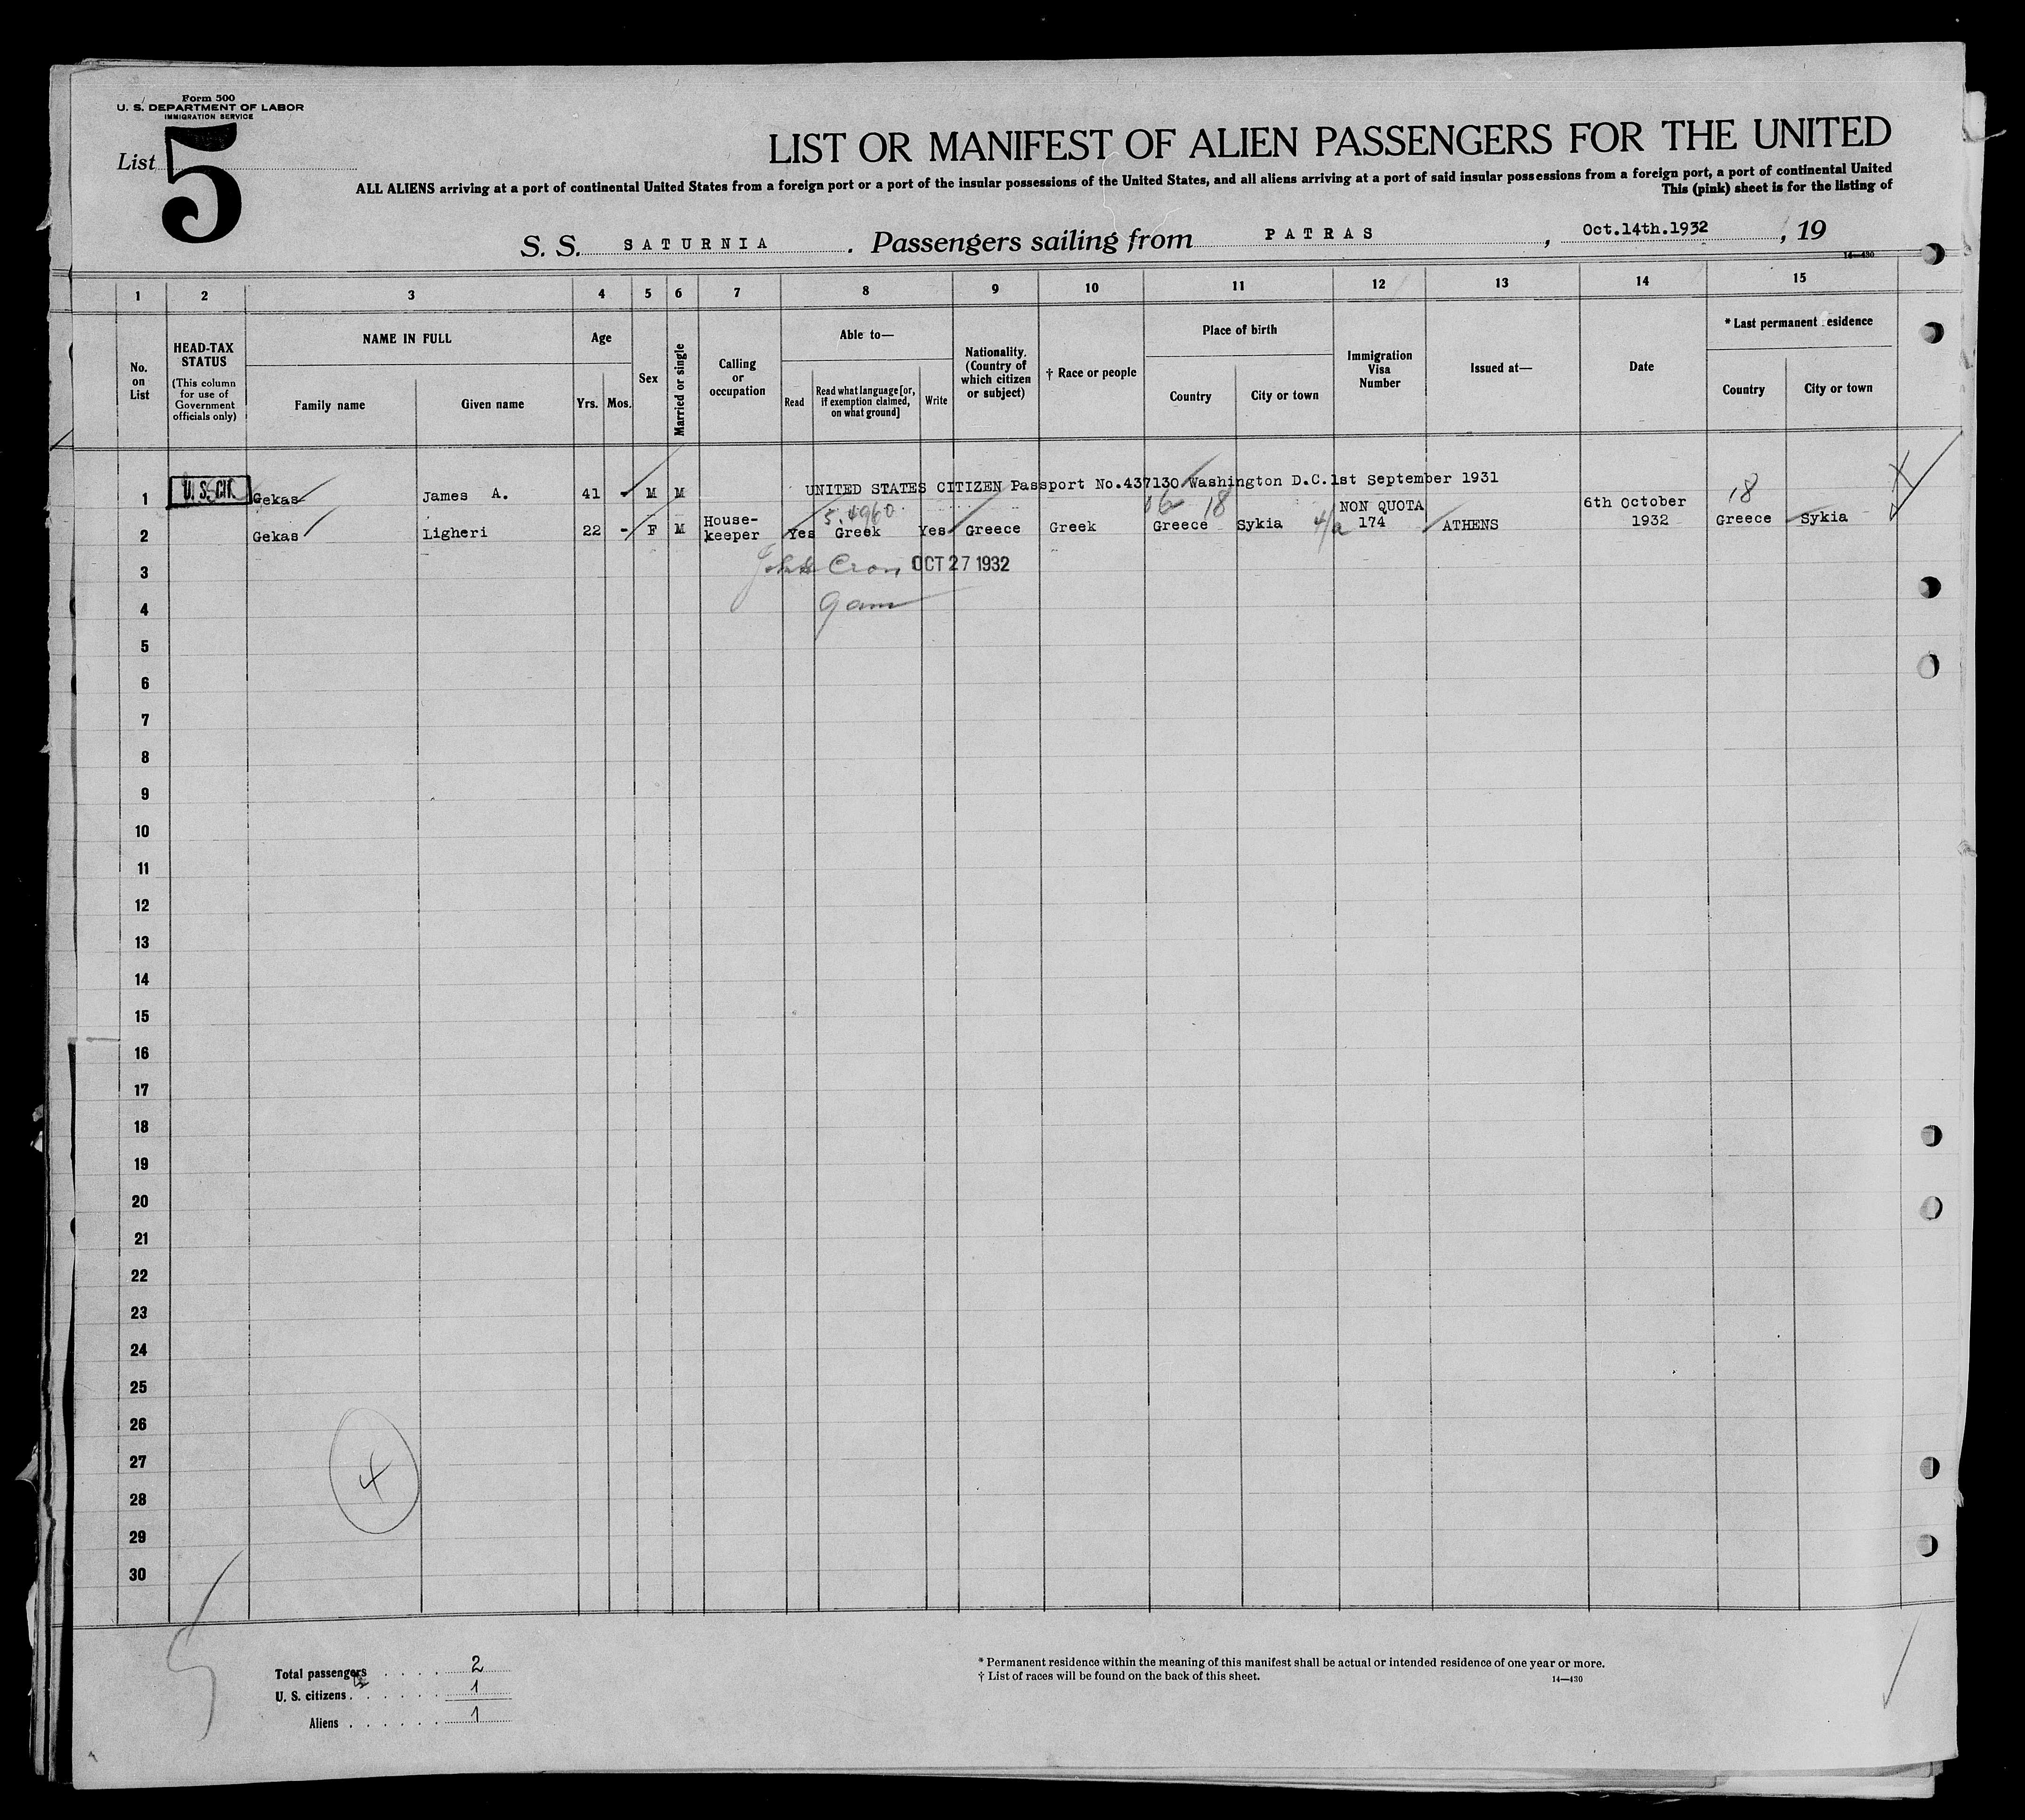 Form 500
U. S. DEPARTMENT OF LABOR
IMMIGRATION SERVICE
List 5
LIST OR MANIFEST OF ALIEN PASSENGERS FOR THE UNITED
ALL ALIENS arriving at a port of continental United States from a foreign port or a port of the insular possessions of the United States, and all aliens arriving at a port of said insular possessions from a foreign port, a port of continental United
This (pink) sheet is for the listing of
S. S. SATURNIA. Passengers sailing from PATRAS, Oct.14th.1932, 19
14—430
1 2 3 4 5 6 7 8 9 10 11 12 13 14 15
No. on List
HEAD-TAX STATUS
(This column for use of Government officials only)
NAME IN FULL
Family name
Given name
Age
Yrs. Mos.
Sex
Married or single
Calling or occupation
Able to—
Read
Read what language [or, if exemption claimed, on what ground]
Write
Nationality. (Country of which citizen or subject)
† Race or people
Place of birth
Country
City or town
Immigration Visa Number
Issued at—
Date
* Last permanent esidence
Country
City or town
1 U. S. CIT. Gekas James A. 41 M M UNITED STATES CITIZEN Passport No.437130 Washington D.C.1st September 1931
5.4960 16 18 18
2 Gekas Ligheri 22 - F M House-keeper Yes Greek Yes Greece Greek Greece Sykia 4/a NON QUOTA 174 ATHENS 6th October 1932 Greece Sykia
3 OCT 27 1932
4
5
6
7
8
9
10
11
12
13
14
15
16
17
18
19
20
21
22
23
24
25
26
27
28
29
30
4
Total passengers . . . . 2
U. S. citizens . . . . . . 1
Aliens . . . . . . 1
* Permanent residence within the meaning of this manifest shall be actual or intended residence of one year or more.
† List of races will be found on the back of this sheet.
14—430